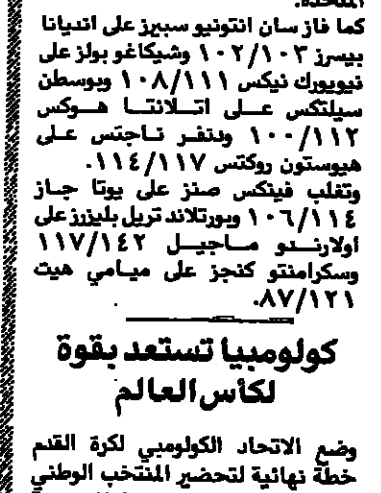 المتحدة.
كما فاز سان انتونيو سبيرز على انديانا
بيسرز ١٠٢/١٠٣ وشيكاغو بولز على
نيويورك نيكس ١٠٨/١١١ وبوسطن
سيلتكس على اتلانتا هوكس
١٠٠/١١٢ ودنفر ناجتس على
هيوستون روكتس ١١٤/١١٧.
وتغلب فينكس صنز على يوتا جاز
١٠٦/١١٤ وبورتلاند تريل بليزرز على
اولارندو ماجيل ١١٧/١٤٢
وسكرامنتو كنجز على ميامي هيت
٨٧/١٢١.
كولومبيا تستعد بقوة
لكأس العالم
وضع الاتحاد الكولومبي لكرة القدم
خطة نهائية لتحضير المنتخب الوطني